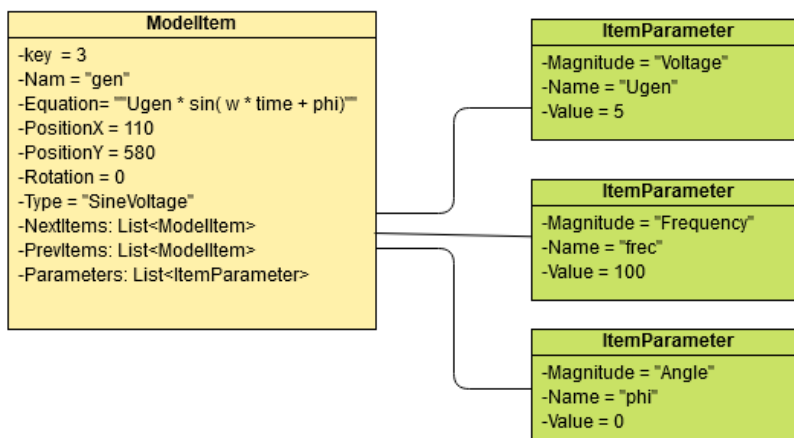 ModelItem
-key = 3
-Nam = "gen"
-Equation= ""Ugen * sin( w * time + phi)""
-PositionX = 110
-PositionY = 580
-Rotation = 0
-Type = "SineVoltage"
-NextItems: List<ModelItem>
-PrevItems: List<ModelItem>
-Parameters: List<ItemParameter>
ItemParameter
-Magnitude = "Voltage"
-Name = "Ugen"
-Value = 5
ItemParameter
-Magnitude = "Frequency"
-Name = "frec"
-Value = 100
ItemParameter
-Magnitude = "Angle"
-Name = "phi"
-Value = 0